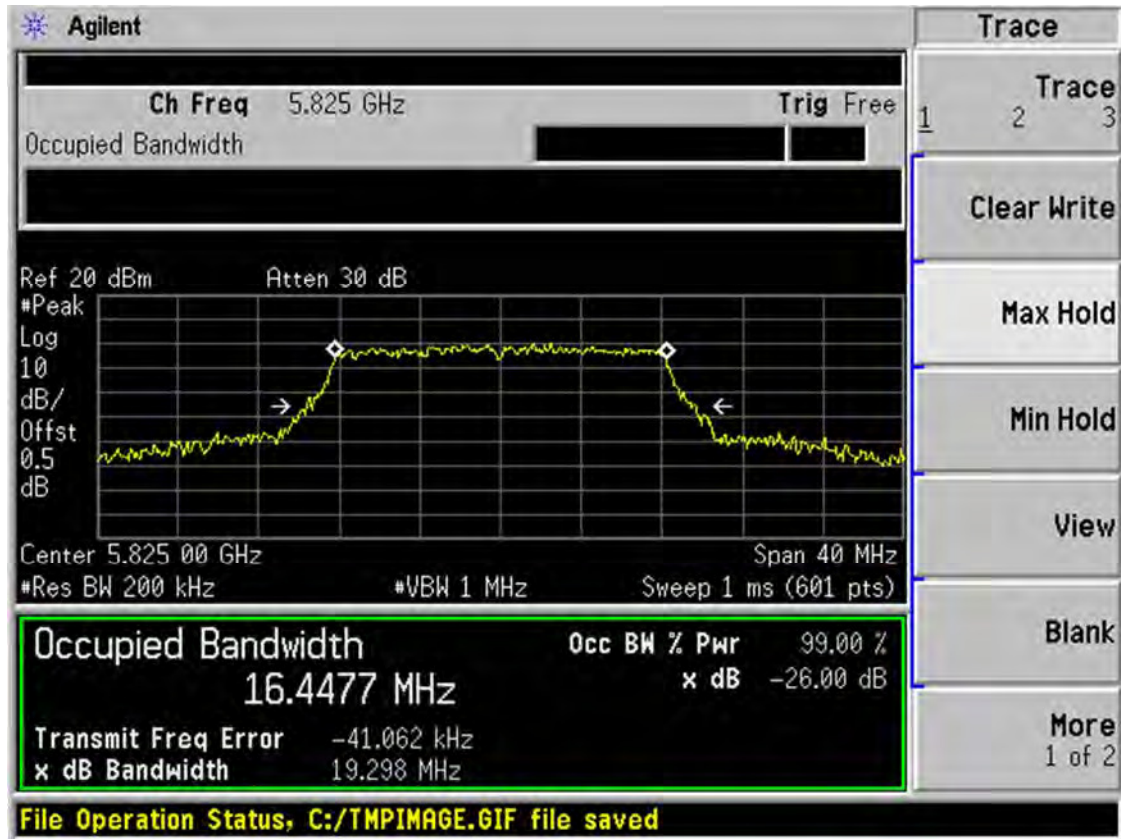 Agilent
Trace
Ch Freq 5.825 GHz Trig Free
Occupied Bandwidth
Trace
1 2 3
Clear Write
Max Hold
Min Hold
View
Blank
More
1 of 2
Ref 20 dBm Atten 30 dB
#Peak
Log
10
dB/
Offst
0.5
dB
Center 5.825 00 GHz Span 40 MHz
#Res BW 200 kHz #VBW 1 MHz Sweep 1 ms (601 pts)
Occupied Bandwidth Occ BW % Pwr 99.00 %
16.4477 MHz x dB -26.00 dB
Transmit Freq Error -41.062 kHz
x dB Bandwidth 19.298 MHz
File Operation Status, C:/TMPIMAGE.GIF file saved